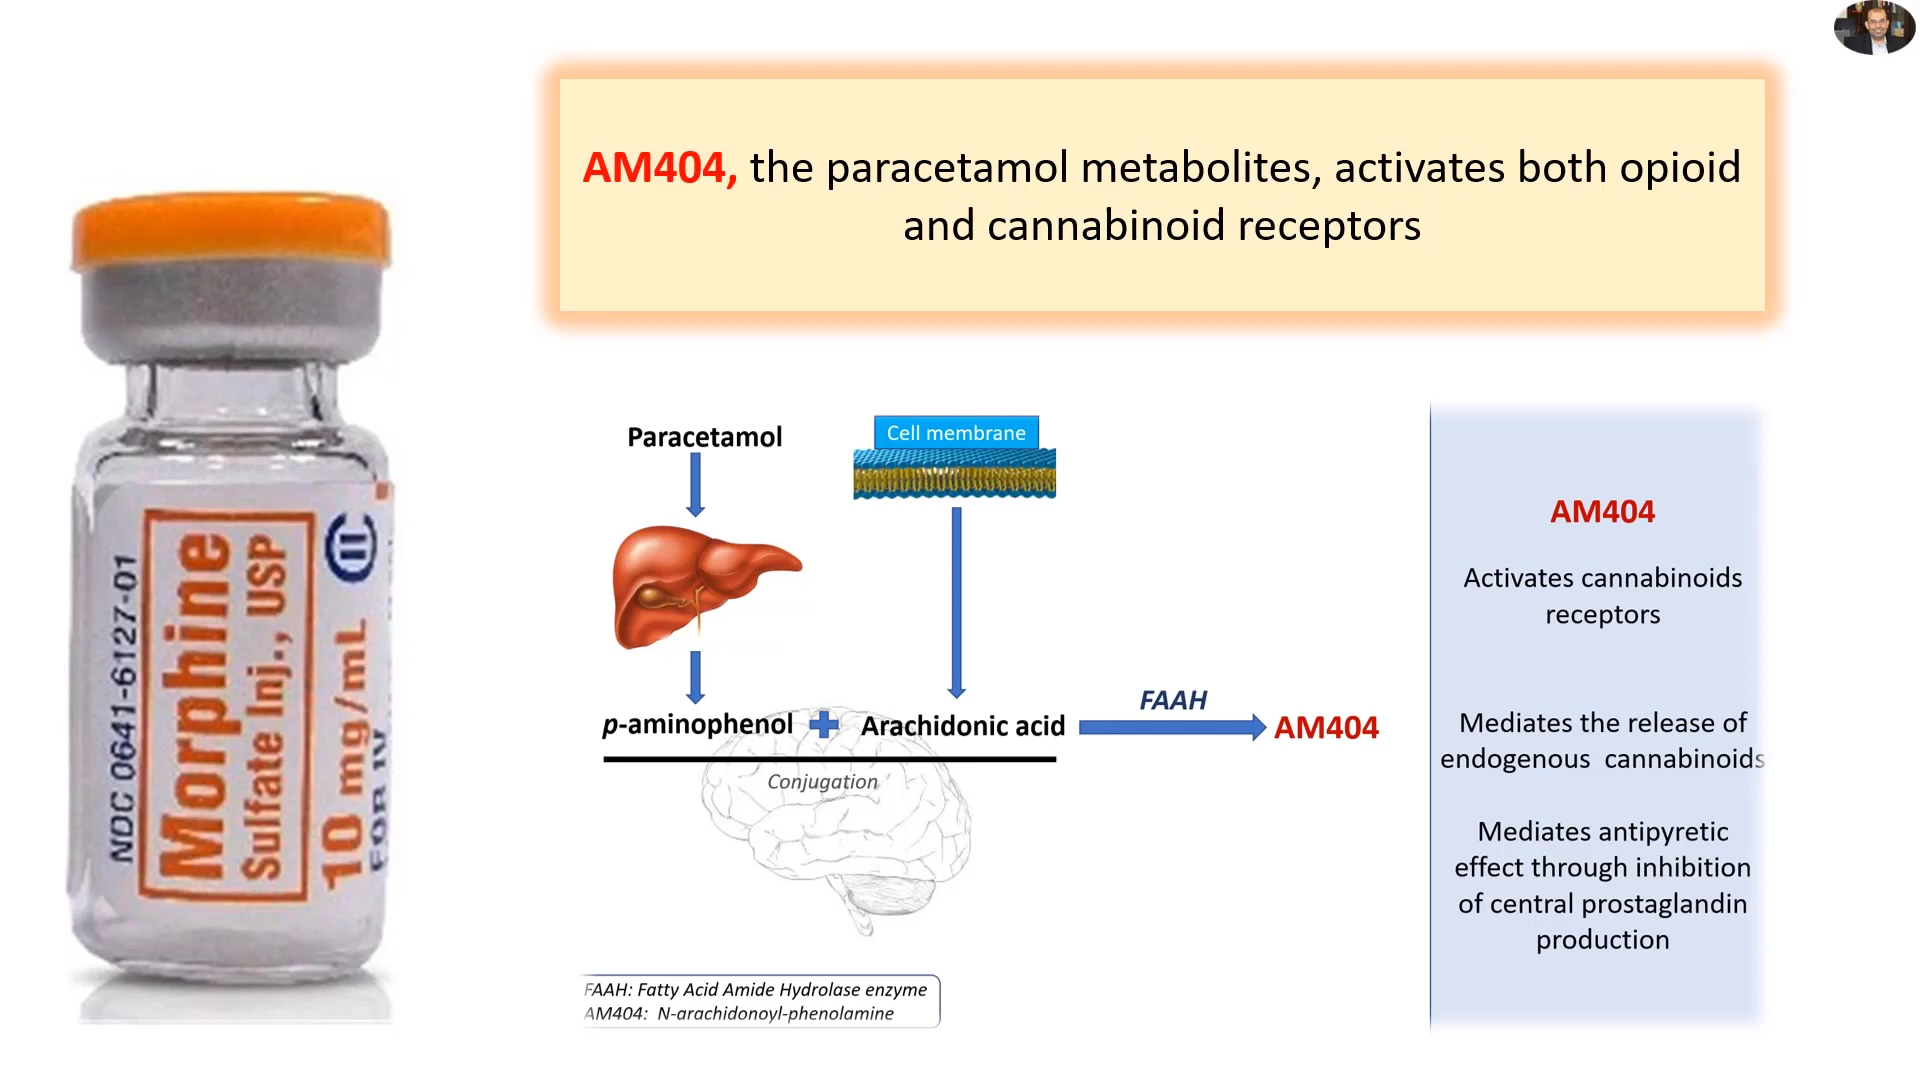 AM404, the paracetamol metabolites, activates both opioid
and cannabinoid receptors
NDC 0641-6127-01
Morphine
Sulfate Inj., USP
10 mg/mL
FOR IV
CII
Paracetamol
Cell membrane
p-aminophenol + Arachidonic acid
FAAH
AM404
Conjugation
FAAH: Fatty Acid Amide Hydrolase enzyme
AM404: N-arachidonoyl-phenolamine
AM404
Activates cannabinoids
receptors
Mediates the release of
endogenous cannabinoids
Mediates antipyretic
effect through inhibition
of central prostaglandin
production